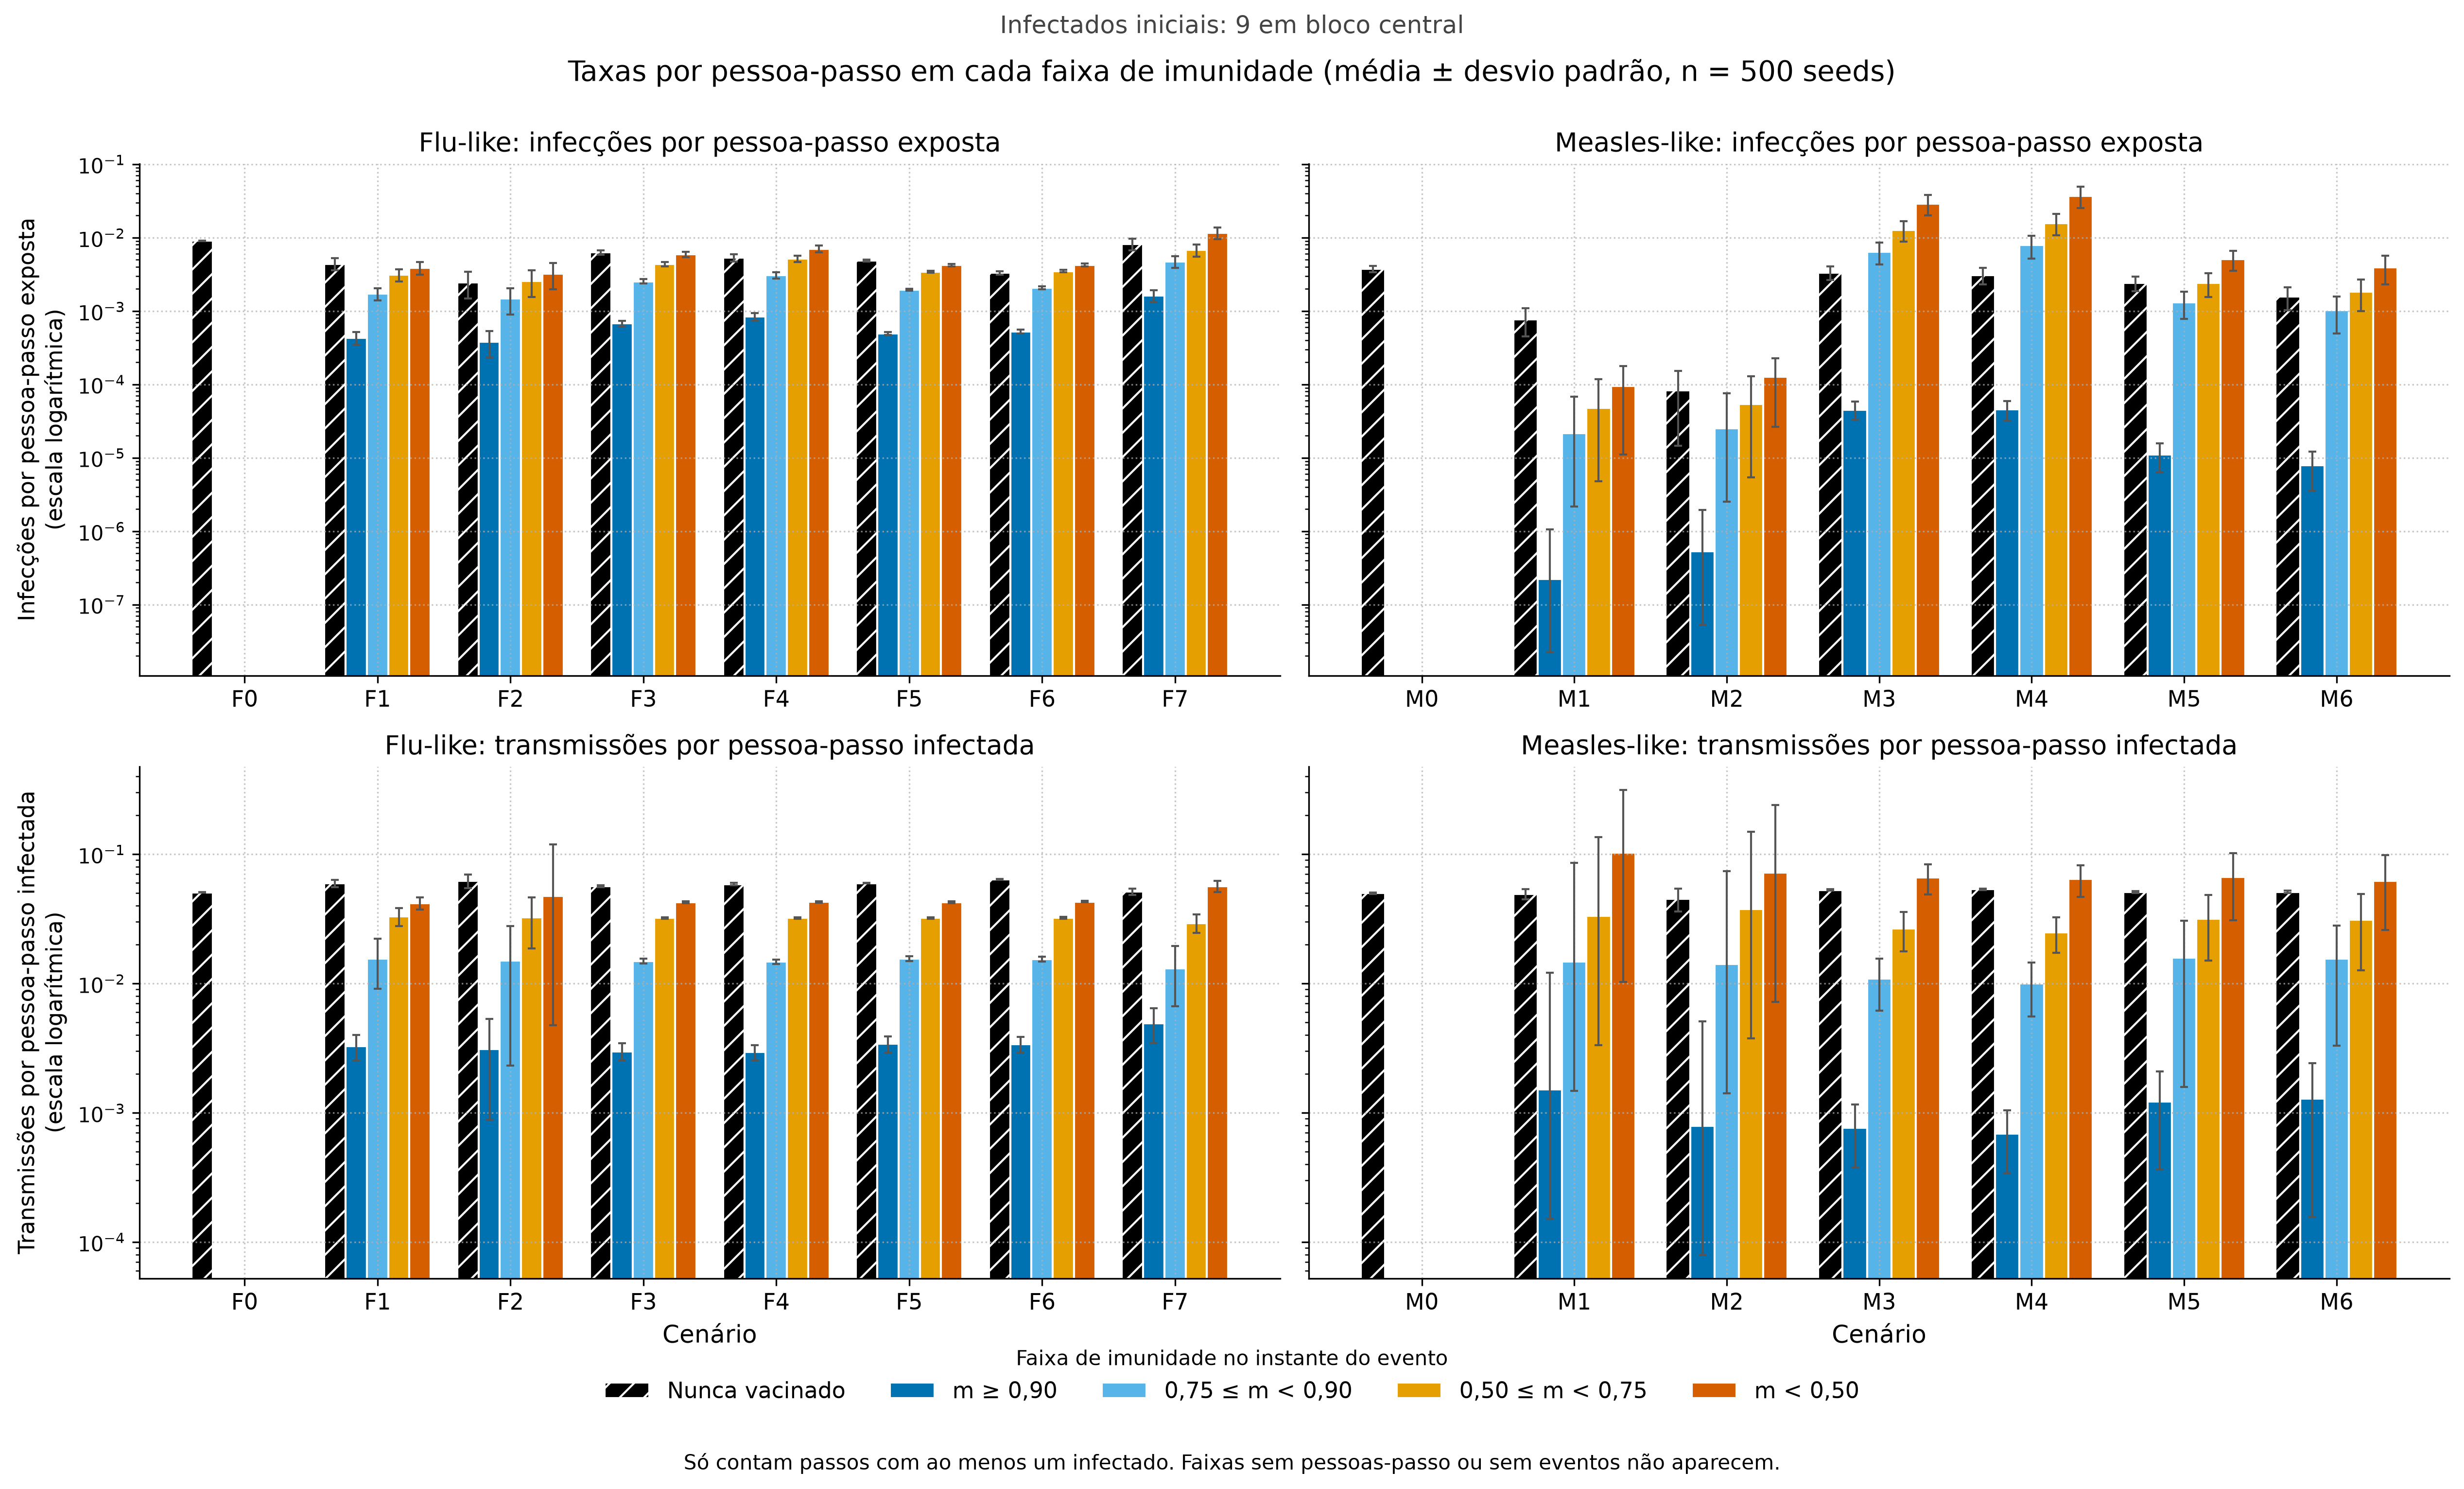 Infectados iniciais: 9 em bloco central
Taxas por pessoa-passo em cada faixa de imunidade (média ± desvio padrão, n = 500 seeds)
Flu-like: infecções por pessoa-passo exposta
Measles-like: infecções por pessoa-passo exposta
Infecções por pessoa-passo exposta
(escala logarítmica)
10⁻¹
10⁻²
10⁻³
10⁻⁴
10⁻⁵
10⁻⁶
10⁻⁷
F0 F1 F2 F3 F4 F5 F6 F7
M0 M1 M2 M3 M4 M5 M6
Flu-like: transmissões por pessoa-passo infectada
Measles-like: transmissões por pessoa-passo infectada
Transmissões por pessoa-passo infectada
(escala logarítmica)
10⁻¹
10⁻²
10⁻³
10⁻⁴
F0 F1 F2 F3 F4 F5 F6 F7
M0 M1 M2 M3 M4 M5 M6
Cenário
Cenário
Faixa de imunidade no instante do evento
Nunca vacinado m ≥ 0,90 0,75 ≤ m < 0,90 0,50 ≤ m < 0,75 m < 0,50
Só contam passos com ao menos um infectado. Faixas sem pessoas-passo ou sem eventos não aparecem.